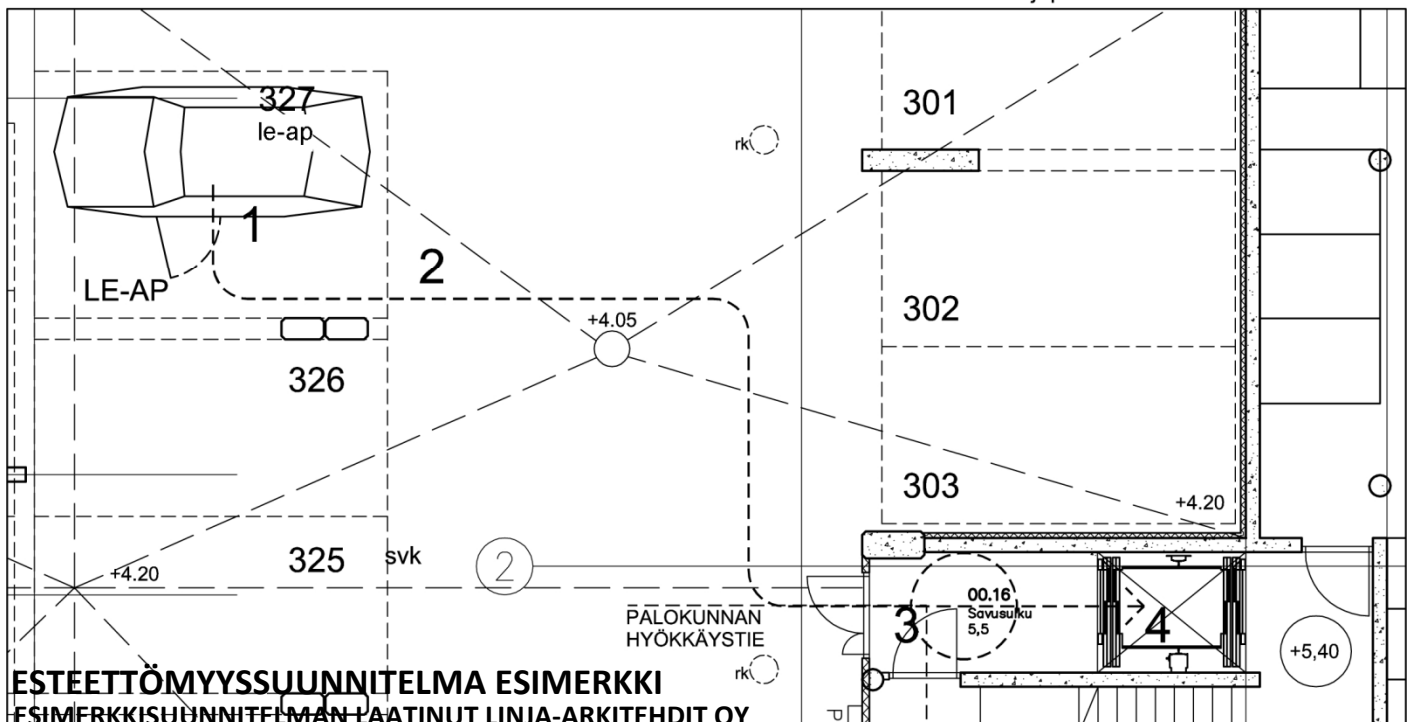 301
327
le-ap
rk
1
2
LE-AP
302
+4.05
326
303
+4.20
325
svk
2
+4.20
00.16
Savusulku
5,5
PALOKUNNAN
HYÖKKÄYSTIE
3
4
+5,40
rk
ESTEETTÖMYYSSUUNNITELMA ESIMERKKI
ESIMERKKISUUNNITELMAN LAATINUT LINJA-ARKITEHDIT OY
P